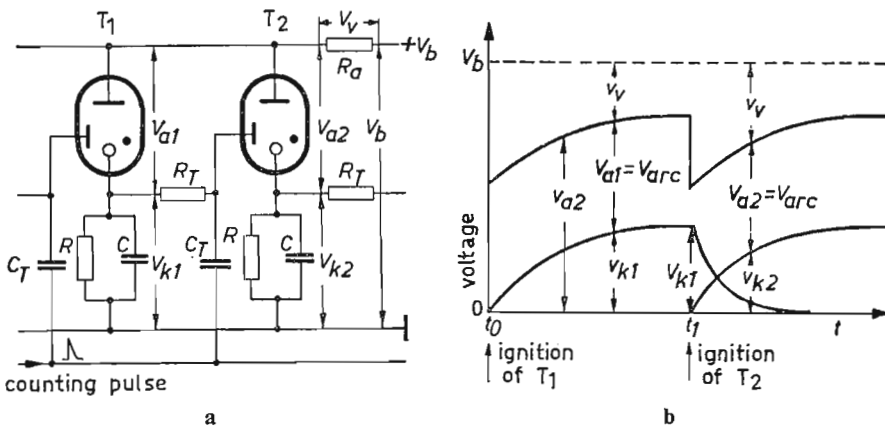 T1 T2 Vv
+Vb
Ra
Va1 Va2 Vb
RT RT
R C CT R C
CT Vk1 Vk2
counting pulse
a
Vb
vv vv
va2 Va1=Varc Va2=Varc
voltage
vk1 Vk1 vk2
0
t0 t1 t
ignition of T1
ignition of T2
b